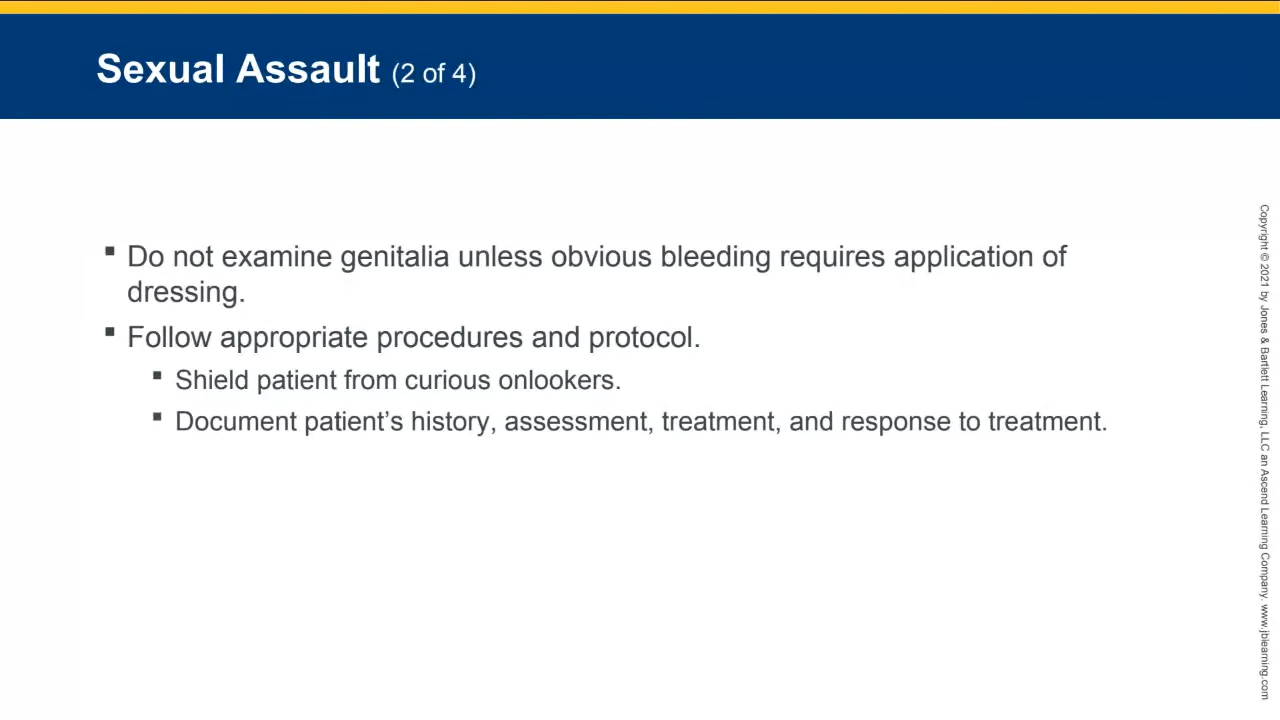 Sexual Assault (2 of 4)
▪ Do not examine genitalia unless obvious bleeding requires application of
dressing.
▪ Follow appropriate procedures and protocol.
▪ Shield patient from curious onlookers.
▪ Document patient’s history, assessment, treatment, and response to treatment.
Copyright © 2021 by Jones & Bartlett Learning, LLC an Ascend Learning Company. www.jblearning.com